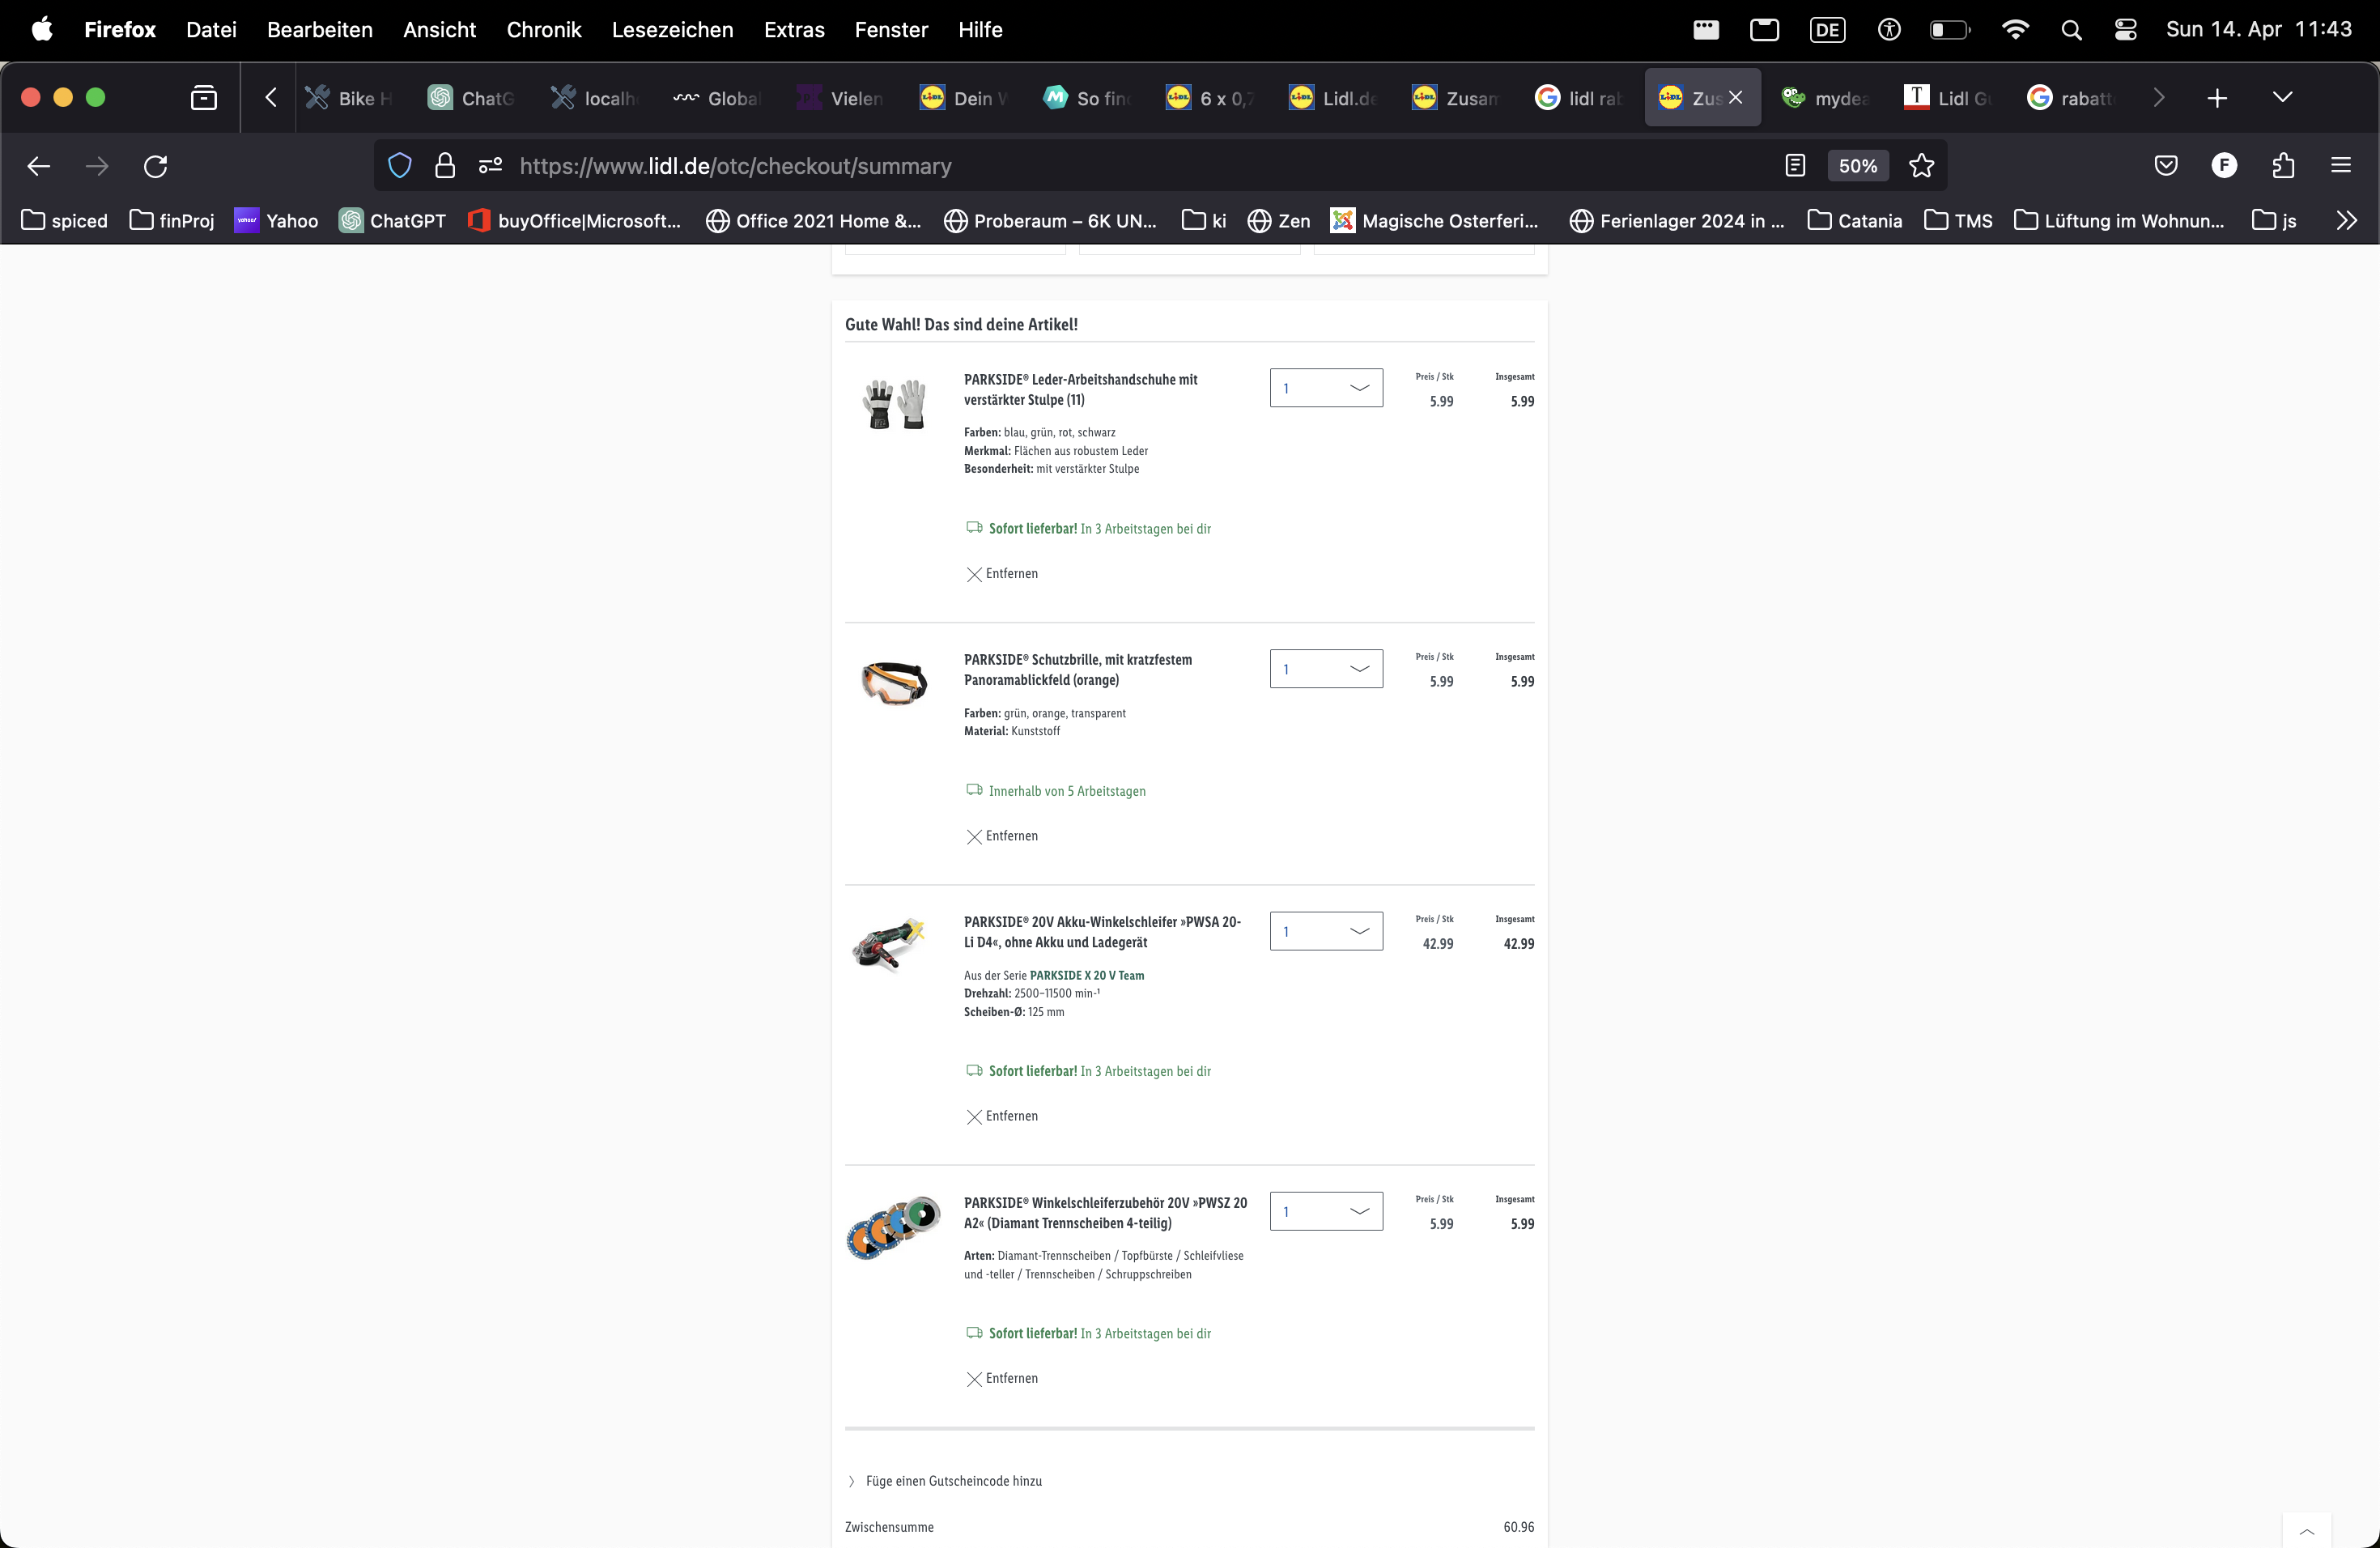 Firefox Datei Bearbeiten Ansicht Chronik Lesezeichen Extras Fenster Hilfe DE Sun 14. Apr 11:43
Bike H ChatG localh Global Vielen Dein So find 6 x 0,7 Lidl.de Zusam lidl rab Zus mydea T Lidl Gu rabatt
https://www.lidl.de/otc/checkout/summary 50% F
spiced finProj Yahoo ChatGPT buyOffice|Microsoft... Office 2021 Home &... Proberaum – 6K UN... ki Zen Magische Osterferi... Ferienlager 2024 in ... Catania TMS Lüftung im Wohnun... js
Gute Wahl! Das sind deine Artikel!
PARKSIDE® Leder-Arbeitshandschuhe mit
verstärkter Stulpe (11)
1
Preis / Stk
5.99
Insgesamt
5.99
Farben: blau, grün, rot, schwarz
Merkmal: Flächen aus robustem Leder
Besonderheit: mit verstärkter Stulpe
Sofort lieferbar! In 3 Arbeitstagen bei dir
Entfernen
PARKSIDE® Schutzbrille, mit kratzfestem
Panoramablickfeld (orange)
1
Preis / Stk
5.99
Insgesamt
5.99
Farben: grün, orange, transparent
Material: Kunststoff
Innerhalb von 5 Arbeitstagen
Entfernen
PARKSIDE® 20V Akku-Winkelschleifer »PWSA 20-
Li D4«, ohne Akku und Ladegerät
1
Preis / Stk
42.99
Insgesamt
42.99
Aus der Serie PARKSIDE X 20 V Team
Drehzahl: 2500–11500 min-¹
Scheiben-Ø: 125 mm
Sofort lieferbar! In 3 Arbeitstagen bei dir
Entfernen
PARKSIDE® Winkelschleiferzubehör 20V »PWSZ 20
A2« (Diamant Trennscheiben 4-teilig)
1
Preis / Stk
5.99
Insgesamt
5.99
Arten: Diamant-Trennscheiben / Topfbürste / Schleifvliese
und -teller / Trennscheiben / Schruppschreiben
Sofort lieferbar! In 3 Arbeitstagen bei dir
Entfernen
Füge einen Gutscheincode hinzu
Zwischensumme 60.96